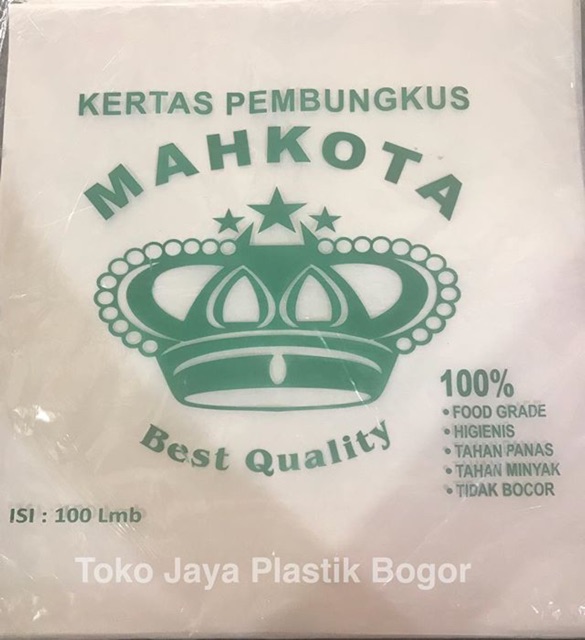 KERTAS PEMBUNGKUS
MAHKOTA
Best Quality
100%
• FOOD GRADE
• HIGIENIS
• TAHAN PANAS
• TAHAN MINYAK
• TIDAK BOCOR
ISI : 100 Lmb
Toko Jaya Plastik Bogor